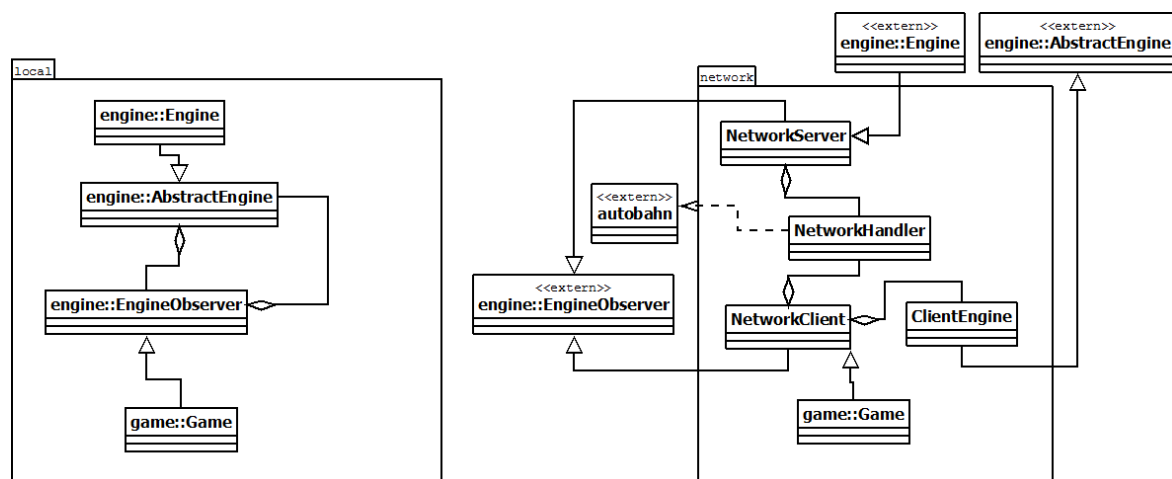 local
engine::Engine
engine::AbstractEngine
engine::EngineObserver
game::Game
<<extern>>
engine::Engine
<<extern>>
engine::AbstractEngine
network
NetworkServer
<<extern>>
autobahn
NetworkHandler
<<extern>>
engine::EngineObserver
NetworkClient
ClientEngine
game::Game